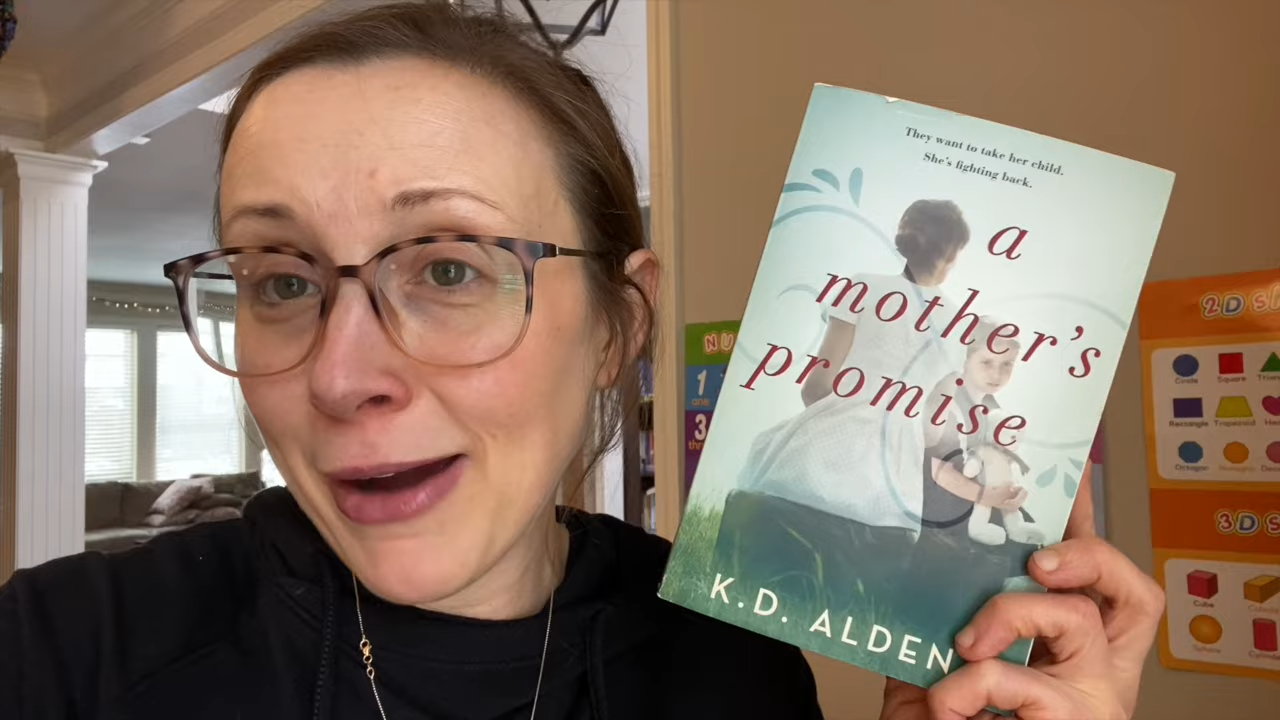 They want to take her child.
She's fighting back.
a
mother's
promise
K.D. ALDEN
NU
1
one
3
2D S
Circle
Square
Rectangle
Trapezoid
Octagon
3D S
Cube
Sphere